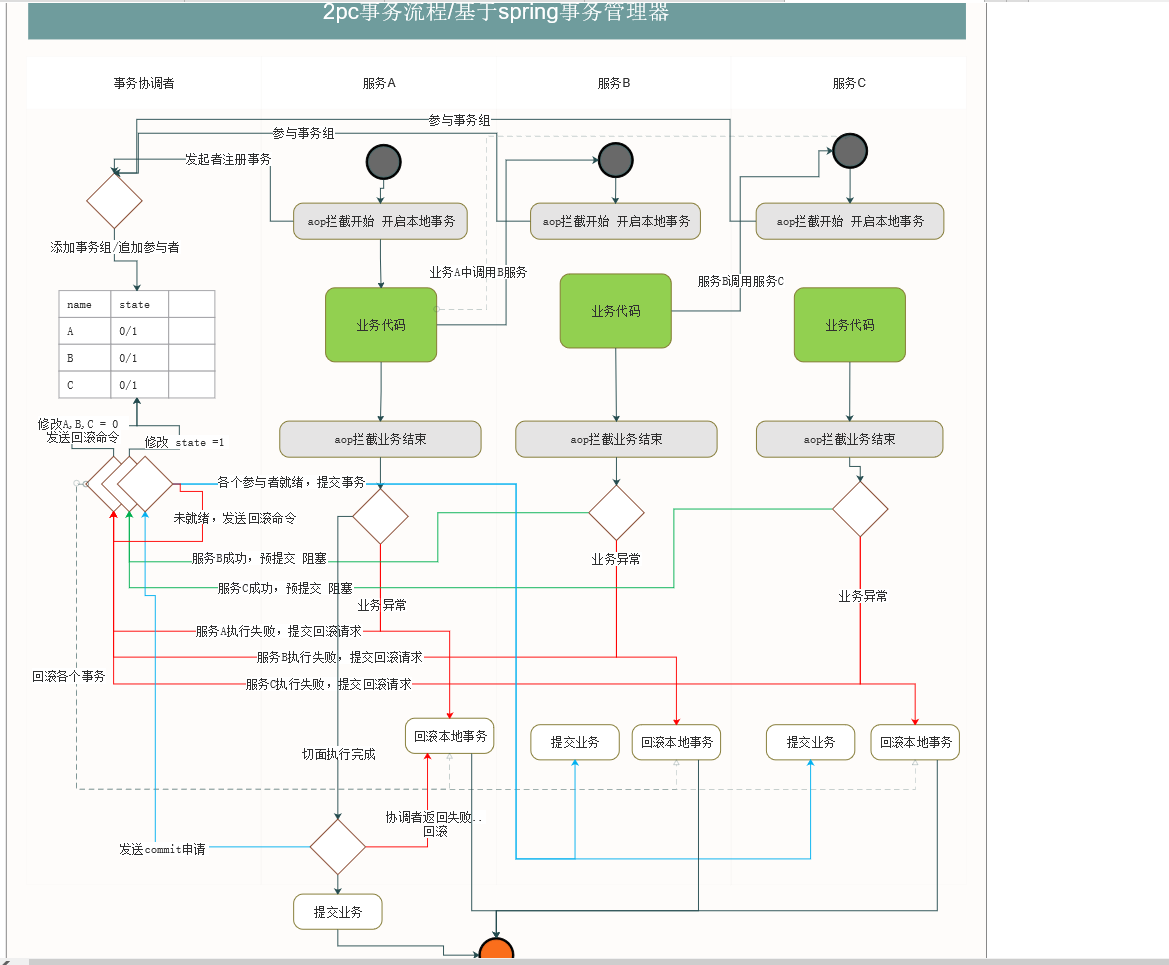 2pc事务流程/基于spring事务管理器
事务协调者
服务A
服务B
服务C
参与事务组
参与事务组
发起者注册事务
aop拦截开始 开启本地事务
aop拦截开始 开启本地事务
aop拦截开始 开启本地事务
添加事务组/追加参与者
业务A中调用B服务
服务B调用服务C
name state
A 0/1
B 0/1
C 0/1
业务代码
业务代码
业务代码
修改A,B,C = 0
发送回滚命令
修改 state =1
aop拦截业务结束
aop拦截业务结束
aop拦截业务结束
各个参与者就绪，提交事务
未就绪，发送回滚命令
服务B成功，预提交 阻塞
业务异常
服务C成功，预提交 阻塞
业务异常
业务异常
服务A执行失败，提交回滚请求
服务B执行失败，提交回滚请求
回滚各个事务
服务C执行失败，提交回滚请求
回滚本地事务
提交业务
回滚本地事务
提交业务
回滚本地事务
切面执行完成
协调者返回失败..
回滚
发送commit申请
提交业务